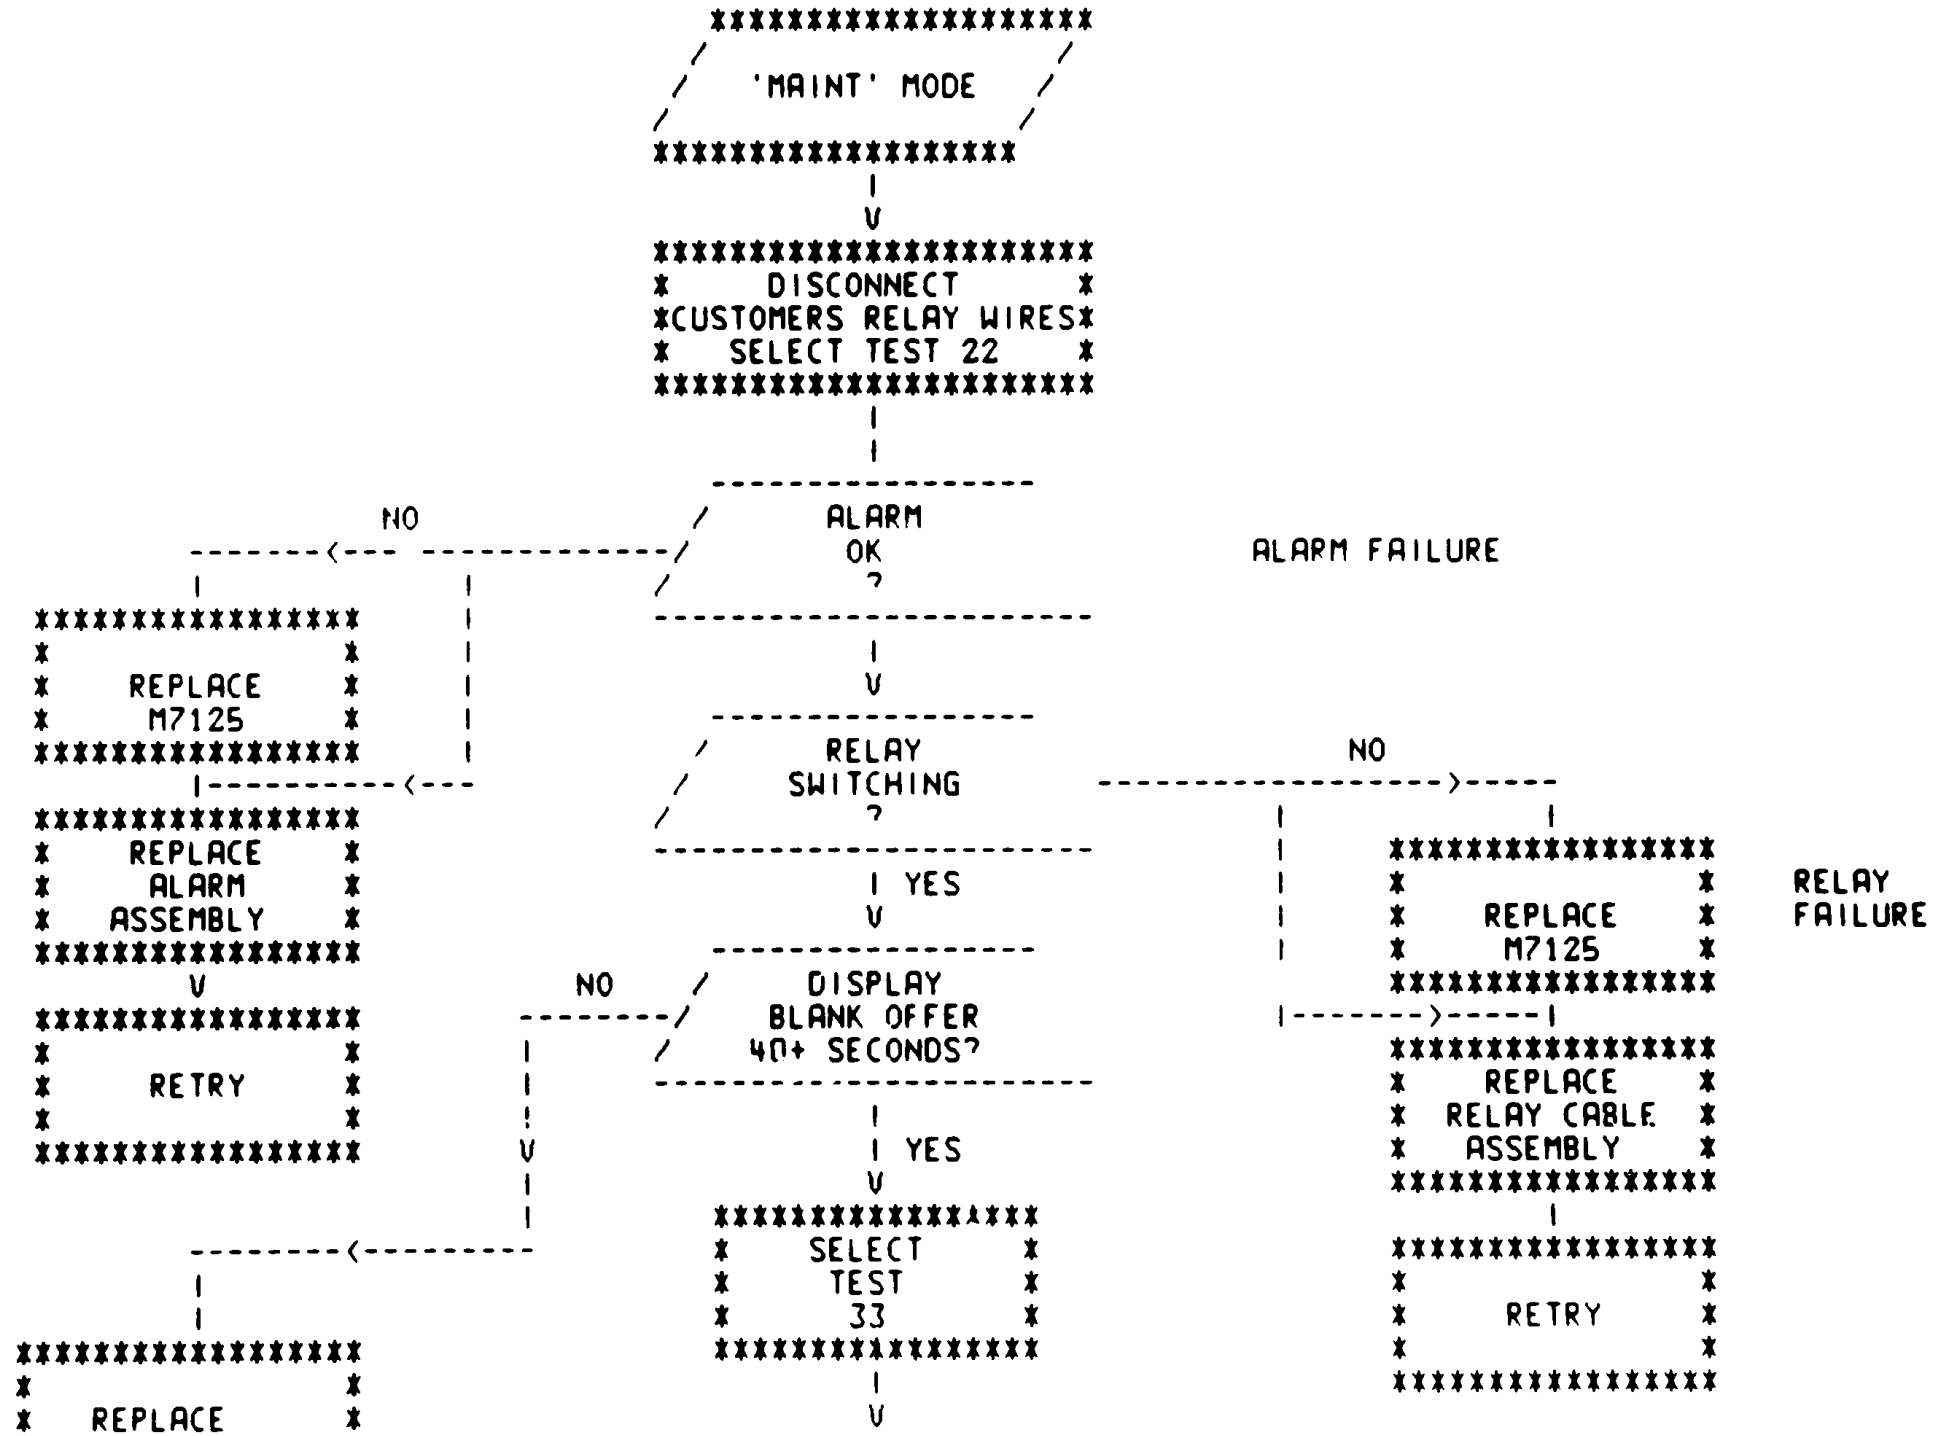 'MAINT' MODE
DISCONNECT
CUSTOMERS RELAY WIRES
SELECT TEST 22
NO
ALARM
OK
?
ALARM FAILURE
REPLACE
M7125
RELAY
SWITCHING
?
NO
REPLACE
ALARM
ASSEMBLY
YES
REPLACE
M7125
RELAY
FAILURE
NO
DISPLAY
BLANK OFFER
40+ SECONDS?
RETRY
REPLACE
RELAY CABLE
ASSEMBLY
YES
SELECT
TEST
33
RETRY
REPLACE